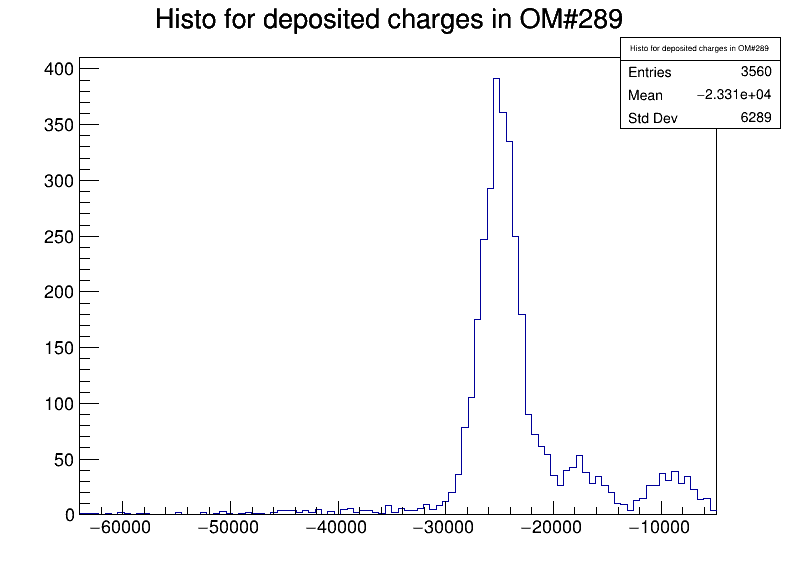 Histo for deposited charges in OM#289
Histo for deposited charges in OM#289
Entries 3560
Mean −2.331e+04
Std Dev 6289
400
350
300
250
200
150
100
50
0
−60000 −50000 −40000 −30000 −20000 −10000